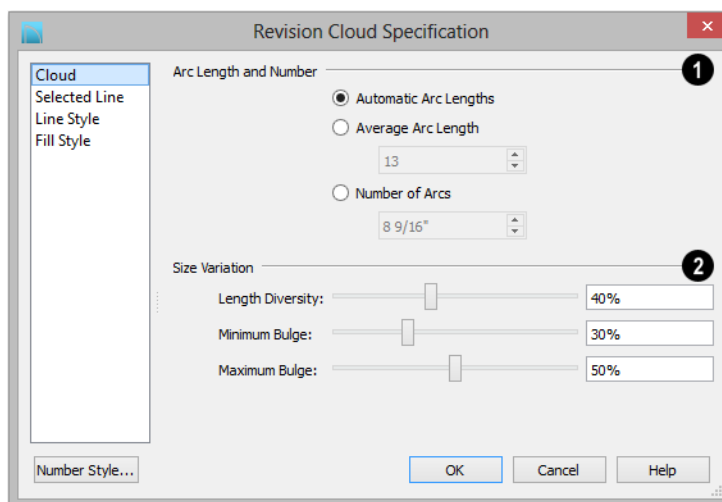 Revision Cloud Specification
Cloud
Selected Line
Line Style
Fill Style
Arc Length and Number
1
Automatic Arc Lengths
Average Arc Length
13
Number of Arcs
8 9/16"
Size Variation
2
Length Diversity:
40%
Minimum Bulge:
30%
Maximum Bulge:
50%
Number Style...
OK
Cancel
Help